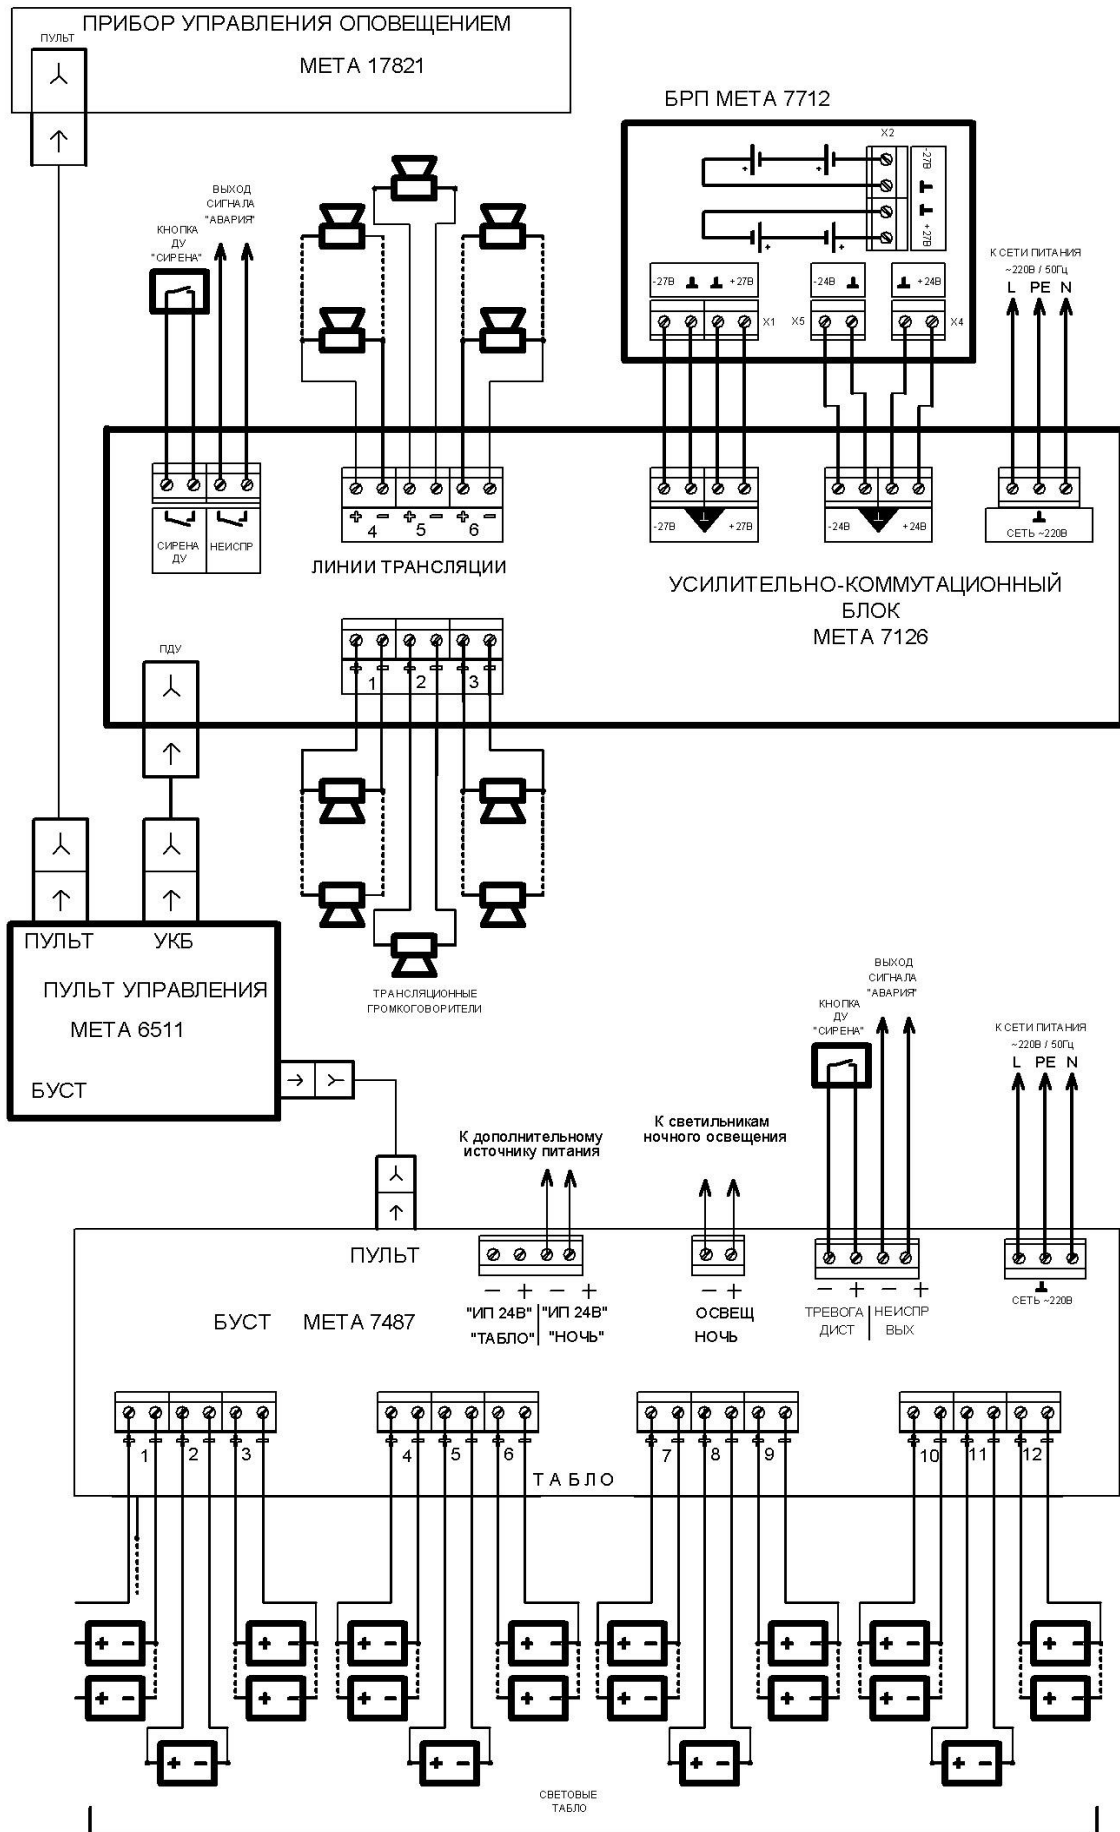 ПРИБОР УПРАВЛЕНИЯ ОПОВЕЩЕНИЕМ
ПУЛЬТ
МЕТА 17821
БРП МЕТА 7712
X2
-27В
+27В
ВЫХОД
СИГНАЛА
"АВАРИЯ"
КНОПКА
ДУ
"СИРЕНА"
К СЕТИ ПИТАНИЯ
~220В / 50Гц
L PE N
-27В +27В
-24В
+24В
X1
X5
X4
4 5 6
+ − + − + −
СИРЕНА
ДУ
НЕИСПР
-27В +27В
-24В +24В
СЕТЬ ~220В
ЛИНИИ ТРАНСЛЯЦИИ
УСИЛИТЕЛЬНО-КОММУТАЦИОННЫЙ
БЛОК
МЕТА 7126
ПДУ
+ − + − + −
1 2 3
ПУЛЬТ УКБ
ПУЛЬТ УПРАВЛЕНИЯ
МЕТА 6511
БУСТ
ТРАНСЛЯЦИОННЫЕ
ГРОМКОГОВОРИТЕЛИ
ВЫХОД
СИГНАЛА
"АВАРИЯ"
КНОПКА
ДУ
"СИРЕНА"
К СЕТИ ПИТАНИЯ
~220В / 50Гц
L PE N
К дополнительному
источнику питания
К светильникам
ночного освещения
ПУЛЬТ
− + − +
"ИП 24В" "ИП 24В"
"ТАБЛО" "НОЧЬ"
− +
ОСВЕЩ
НОЧЬ
− + − +
ТРЕВОГА НЕИСПР
ДИСТ ВЫХ
СЕТЬ ~220В
БУСТ МЕТА 7487
+ − + − + − + − + − + − + − + − + − + − + − + −
1 2 3 4 5 6 7 8 9 10 11 12
ТАБЛО
+ − + − + − + − + − + − + − + −
+ − + − + − + − + − + − + − + −
+ − + − + − + −
СВЕТОВЫЕ
ТАБЛО